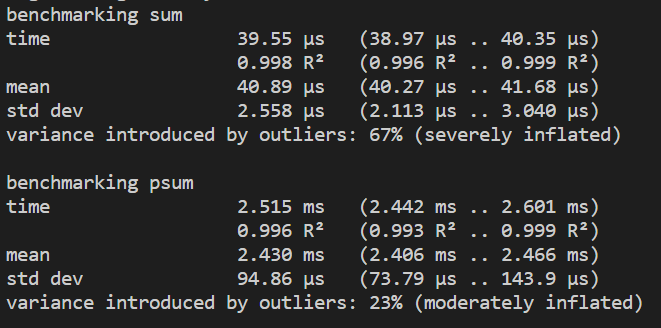 benchmarking sum
time                 39.55 μs   (38.97 μs .. 40.35 μs)
                     0.998 R²   (0.996 R² .. 0.999 R²)
mean                 40.89 μs   (40.27 μs .. 41.68 μs)
std dev              2.558 μs   (2.113 μs .. 3.040 μs)
variance introduced by outliers: 67% (severely inflated)

benchmarking psum
time                 2.515 ms   (2.442 ms .. 2.601 ms)
                     0.996 R²   (0.993 R² .. 0.999 R²)
mean                 2.430 ms   (2.406 ms .. 2.466 ms)
std dev              94.86 μs   (73.79 μs .. 143.9 μs)
variance introduced by outliers: 23% (moderately inflated)